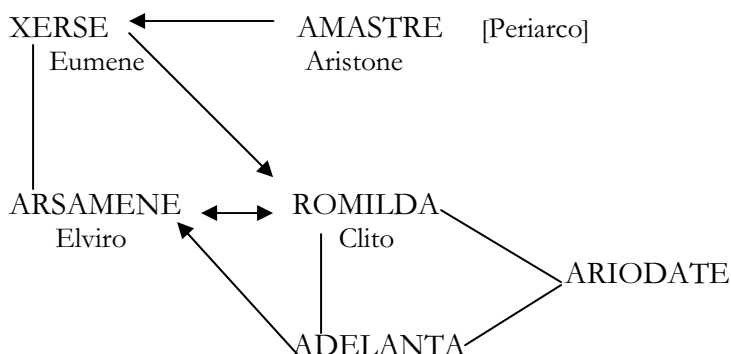 XERSE AMASTRE [Periarco]
Eumene Aristone
ARSAMENE ROMILDA
Elviro Clito
ARIODATE
ADELANTA